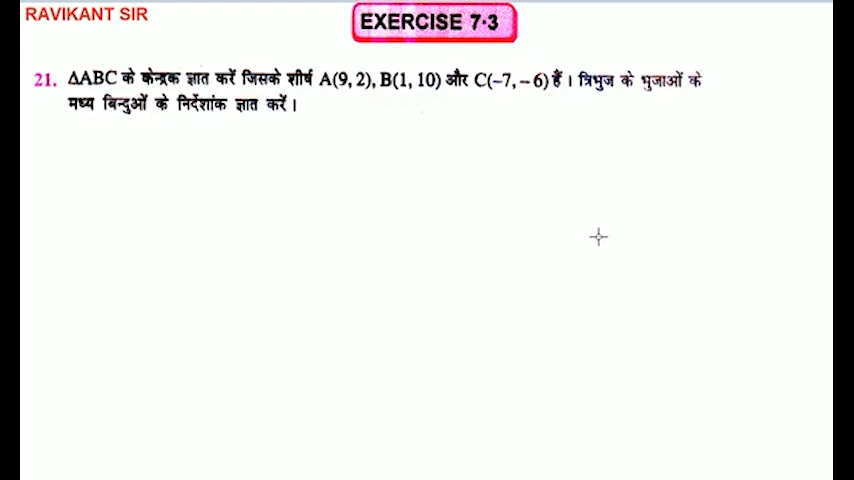 RAVIKANT SIR
EXERCISE 7·3
21. ΔABC के केन्द्रक ज्ञात करें जिसके शीर्ष A(9, 2), B(1, 10) और C(–7, – 6) हैं । त्रिभुज के भुजाओं के
मध्य बिन्दुओं के निर्देशांक ज्ञात करें ।